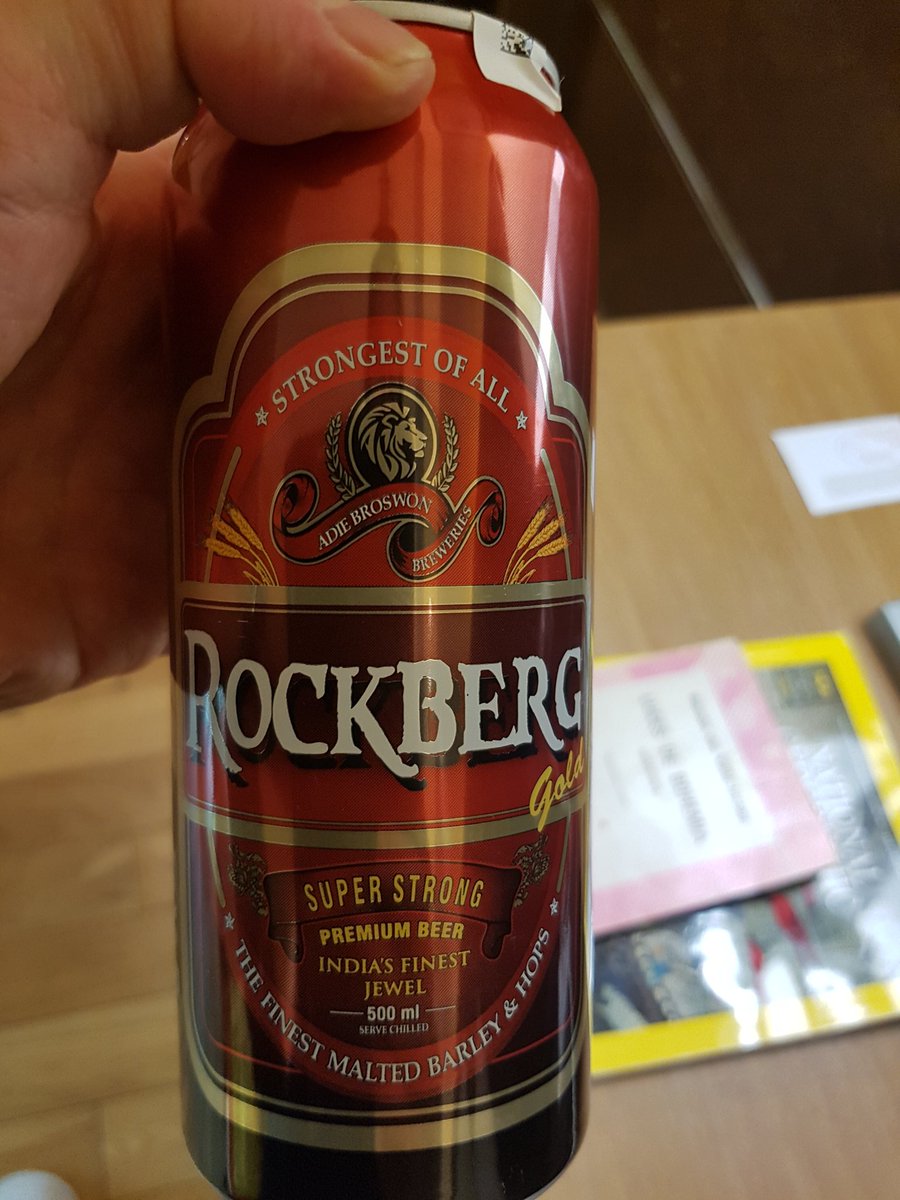 STRONGEST OF ALL
ADIE BROSWON
BREWERIES
ROCKBERG
Gold
SUPER STRONG
PREMIUM BEER
INDIA'S FINEST
JEWEL
500 ml
SERVE CHILLED
THE FINEST MALTED BARLEY & HOPS
NATIONAL